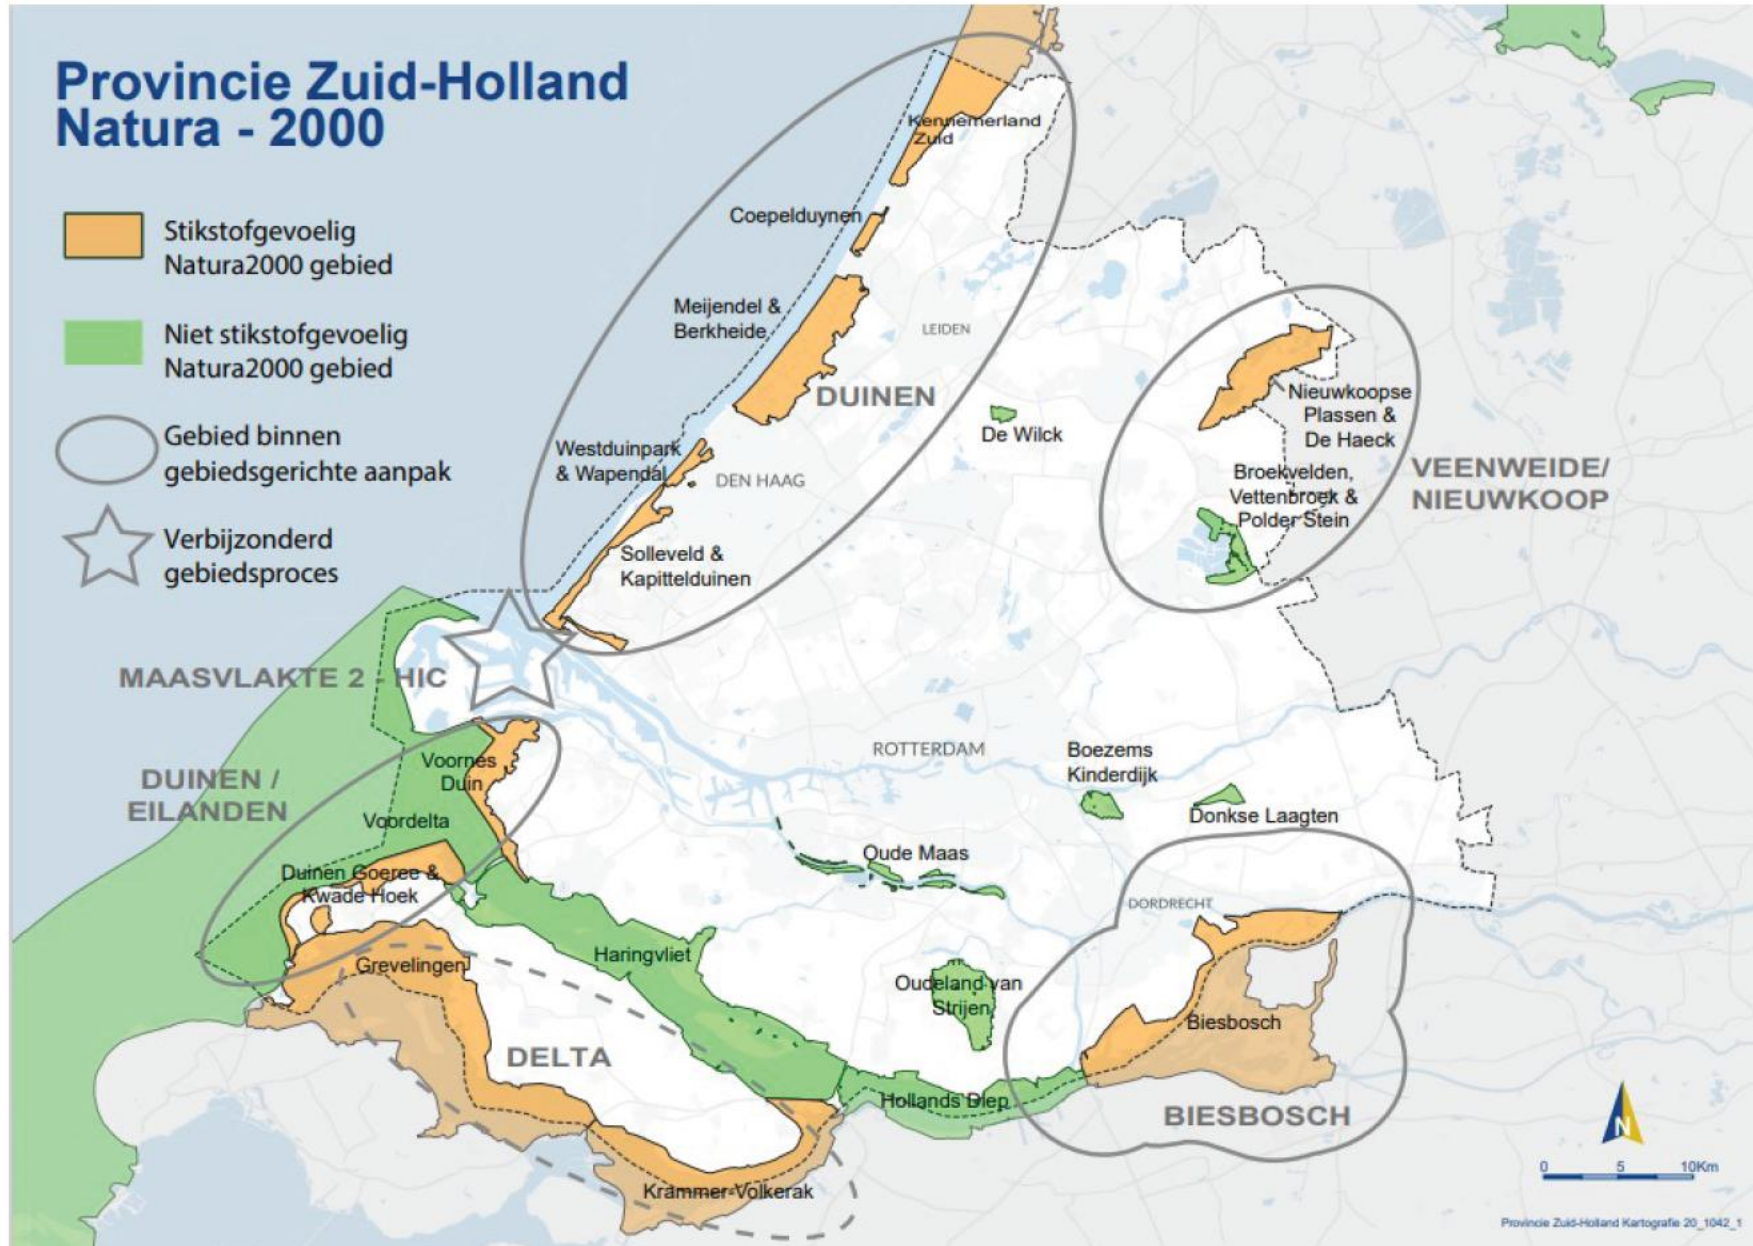 Provincie Zuid-Holland
Natura - 2000
Stikstofgevoelig
Natura2000 gebied
Niet stikstofgevoelig
Natura2000 gebied
Gebied binnen
gebiedsgerichte aanpak
Verbijzonderd
gebiedsproces
Kennemerland
Zuid
Coepelduynen
Meijendel &
Berkheide
LEIDEN
DUINEN
De Wilck
Westduinpark
& Wapendal
DEN HAAG
Solleveld &
Kapittelduinen
Nieuwkoopse
Plassen &
De Haeck
VEENWEIDE/
NIEUWKOOP
Broekvelden,
Vettenbroek &
Polder Stein
MAASVLAKTE 2 - HIC
DUINEN /
EILANDEN
Voornes
Duin
Voordelta
Duinen Goeree &
Kwade Hoek
ROTTERDAM
Boezems
Kinderdijk
Donkse Laagten
Oude Maas
DORDRECHT
Haringvliet
Grevelingen
Oudeland van
Strijen
Biesbosch
DELTA
Hollands Diep
BIESBOSCH
Krammer-Volkerak
N
0 5 10Km
Provincie Zuid-Holland Kartografie 20_1042_1